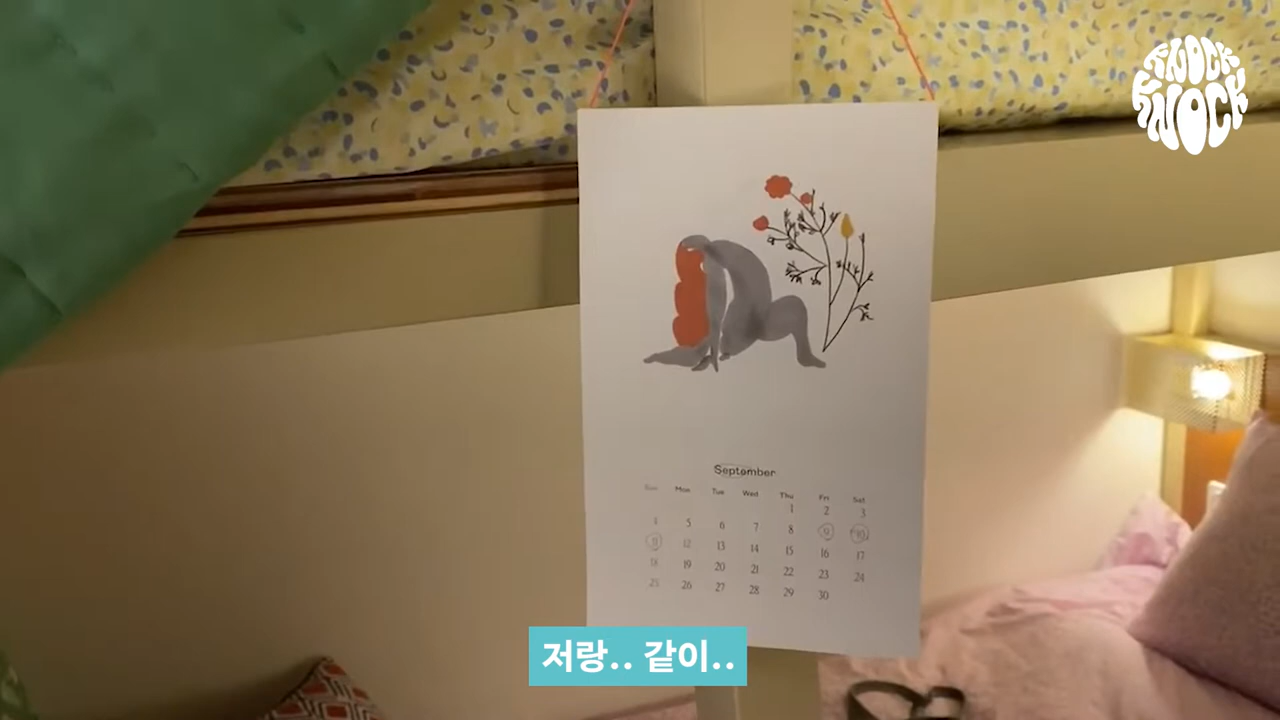 KNOCK
KNOCK
September
Sun Mon Tue Wed Thu Fri Sat
1 2 3
4 5 6 7 8 9 10
11 12 13 14 15 16 17
18 19 20 21 22 23 24
25 26 27 28 29 30
저랑.. 같이..